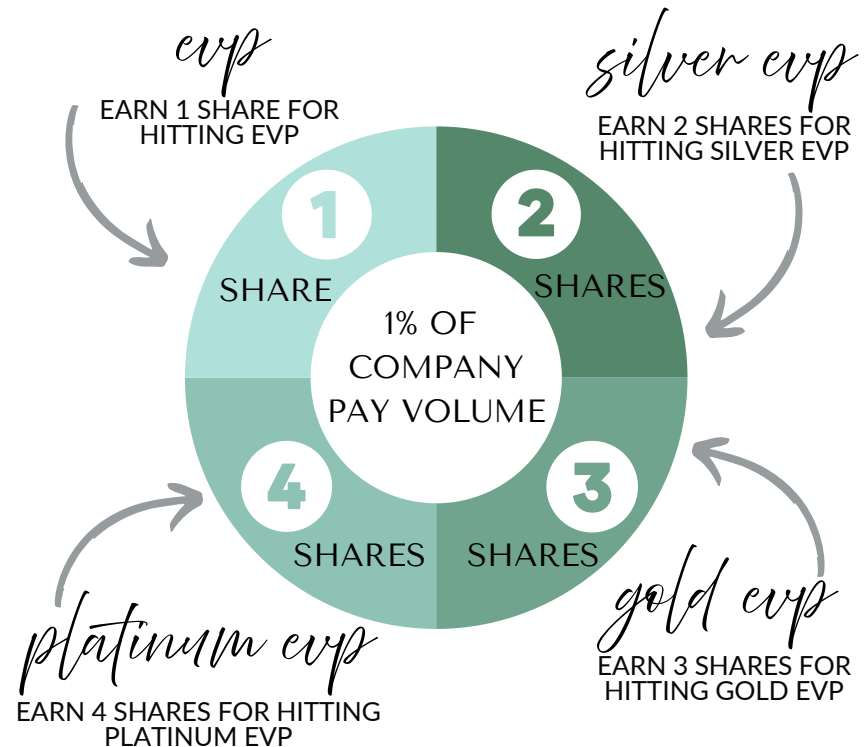 evp
EARN 1 SHARE FOR
HITTING EVP
silver evp
EARN 2 SHARES FOR
HITTING SILVER EVP
1
SHARE
2
SHARES
1% OF
COMPANY
PAY VOLUME
4
SHARES
3
SHARES
platinum evp
EARN 4 SHARES FOR HITTING
PLATINUM EVP
gold evp
EARN 3 SHARES FOR
HITTING GOLD EVP